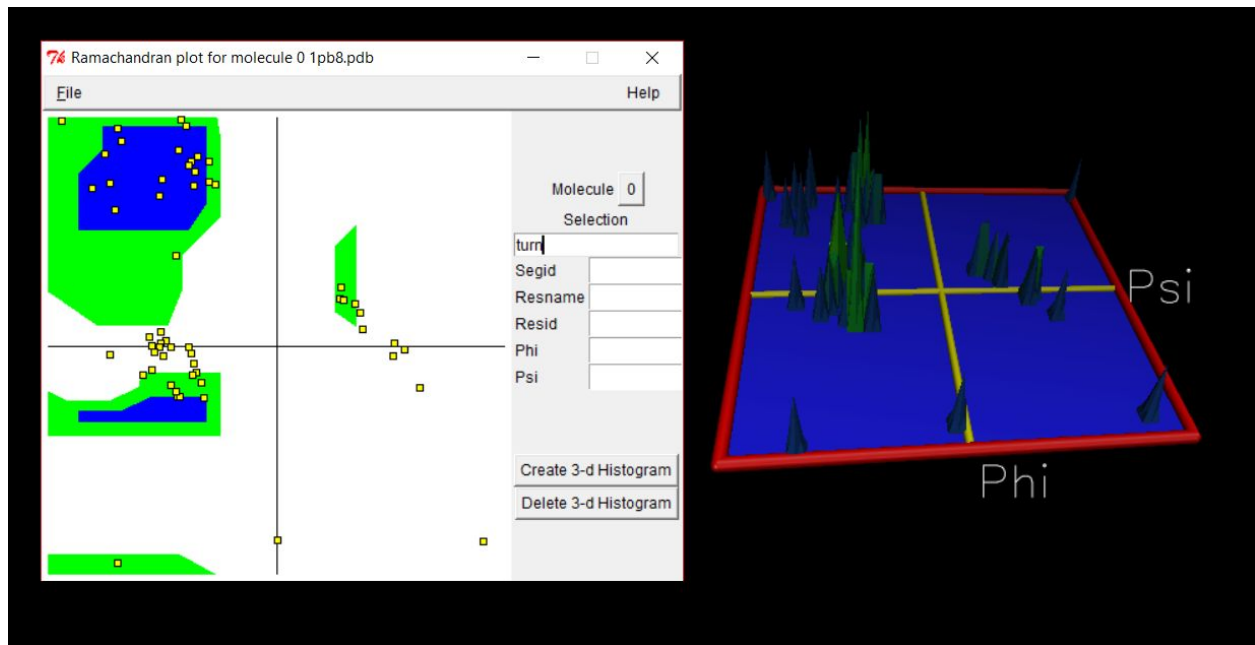 7k Ramachandran plot for molecule 0 1pb8.pdb
File Help
Molecule 0
Selection
turn
Segid
Resname
Resid
Phi
Psi
Create 3-d Histogram
Delete 3-d Histogram
Psi
Phi